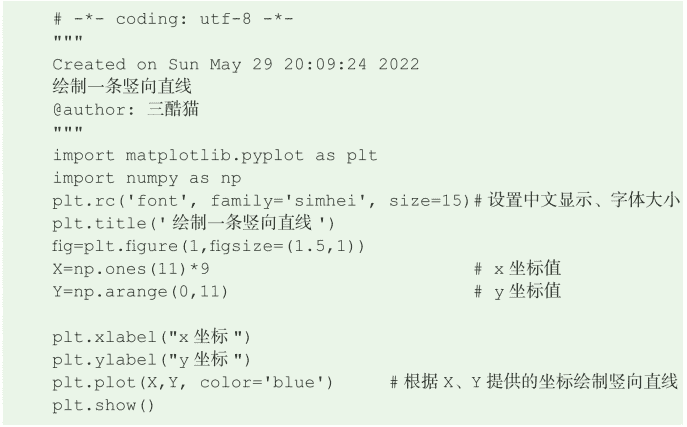 # -*- coding: utf-8 -*-
"""
Created on Sun May 29 20:09:24 2022
绘制一条竖向直线
@author: 三酷猫
"""
import matplotlib.pyplot as plt
import numpy as np
plt.rc('font', family='simhei', size=15)# 设置中文显示、字体大小
plt.title(' 绘制一条竖向直线 ')
fig=plt.figure(1,figsize=(1.5,1))
X=np.ones(11)*9 # x 坐标值
Y=np.arange(0,11) # y 坐标值
plt.xlabel("x 坐标 ")
plt.ylabel("y 坐标 ")
plt.plot(X,Y, color='blue') # 根据 X、Y 提供的坐标绘制竖向直线
plt.show()